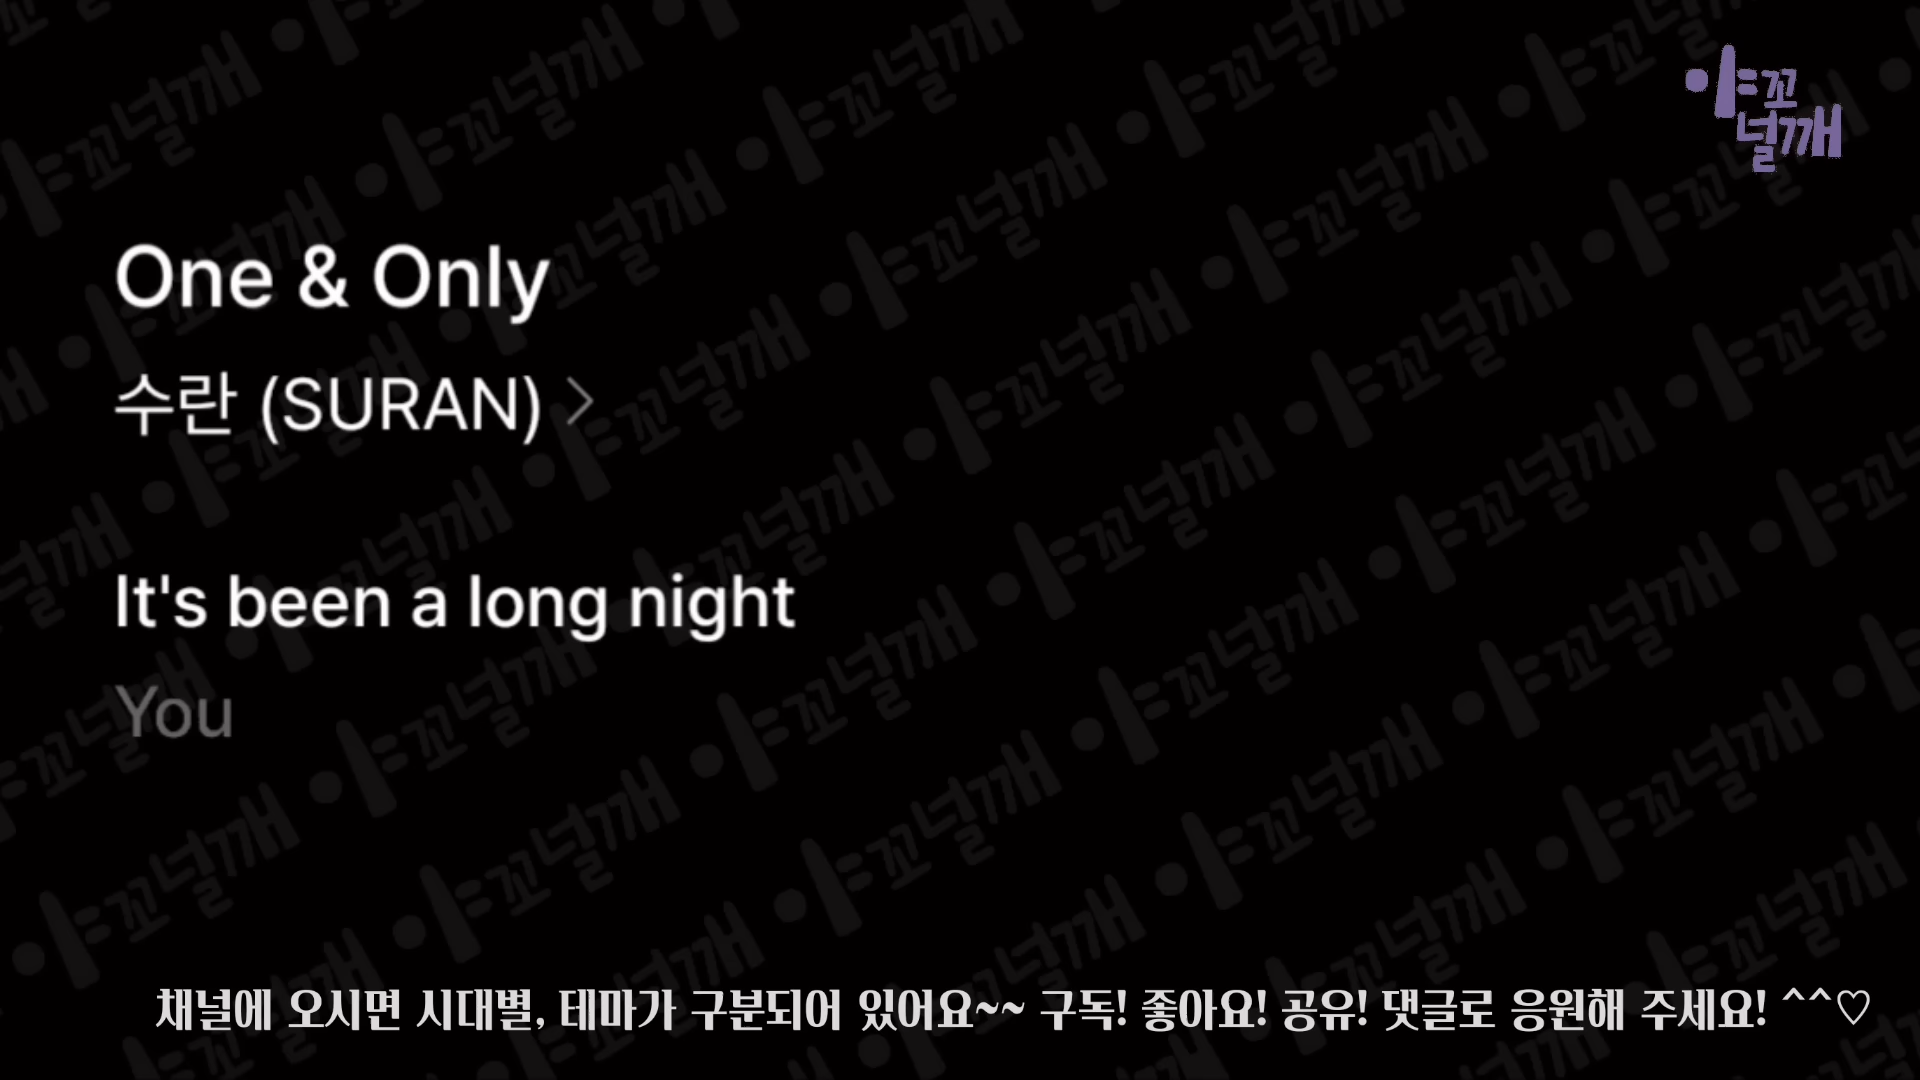 야꼬
널깨
One & Only
수란 (SURAN) >
It's been a long night
You
채널에 오시면 시대별, 테마가 구분되어 있어요~~ 구독! 좋아요! 공유! 댓글로 응원해 주세요! ^^♡